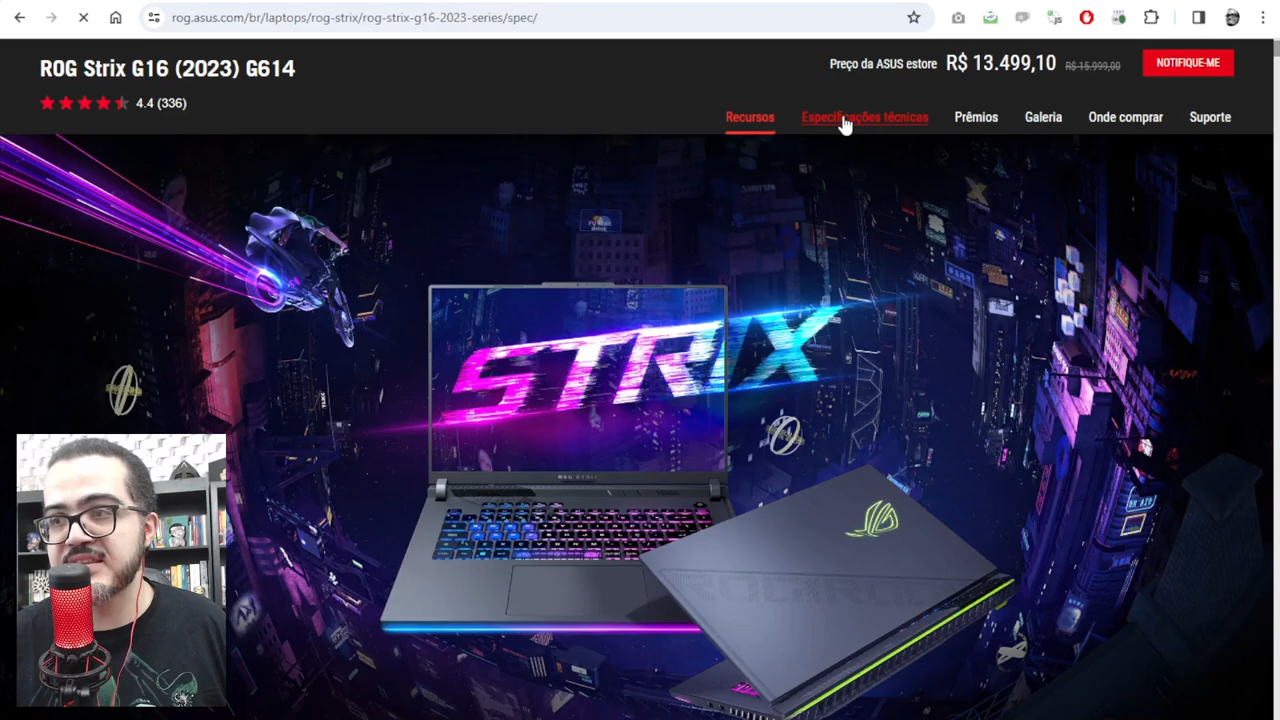 rog.asus.com/br/laptops/rog-strix/rog-strix-g16-2023-series/spec/
ROG Strix G16 (2023) G614
Preço da ASUS estore R$ 13.499,10 R$ 15.999,00 NOTIFIQUE-ME
4.4 (336)
Recursos Especificações técnicas Prêmios Galeria Onde comprar Suporte
STRIX
ROG STRIX